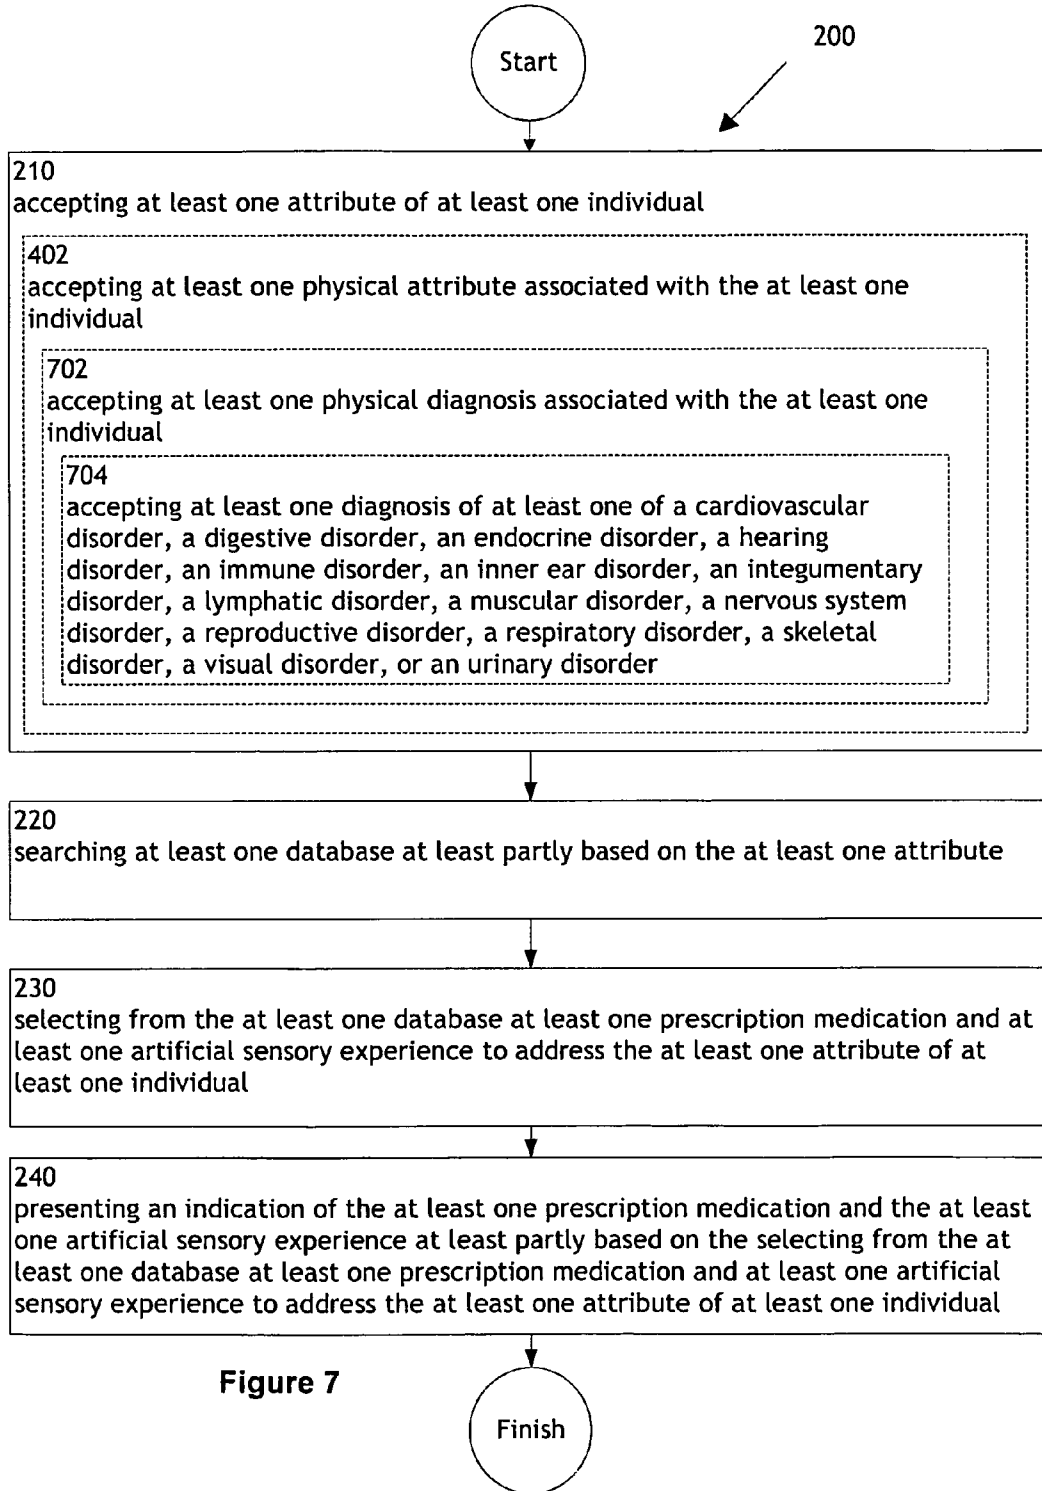 Start
200
210
accepting at least one attribute of at least one individual
402
accepting at least one physical attribute associated with the at least one
individual
702
accepting at least one physical diagnosis associated with the at least one
individual
704
accepting at least one diagnosis of at least one of a cardiovascular
disorder, a digestive disorder, an endocrine disorder, a hearing
disorder, an immune disorder, an inner ear disorder, an integumentary
disorder, a lymphatic disorder, a muscular disorder, a nervous system
disorder, a reproductive disorder, a respiratory disorder, a skeletal
disorder, a visual disorder, or an urinary disorder
220
searching at least one database at least partly based on the at least one attribute
230
selecting from the at least one database at least one prescription medication and at
least one artificial sensory experience to address the at least one attribute of at
least one individual
240
presenting an indication of the at least one prescription medication and the at least
one artificial sensory experience at least partly based on the selecting from the at
least one database at least one prescription medication and at least one artificial
sensory experience to address the at least one attribute of at least one individual
Figure 7
Finish